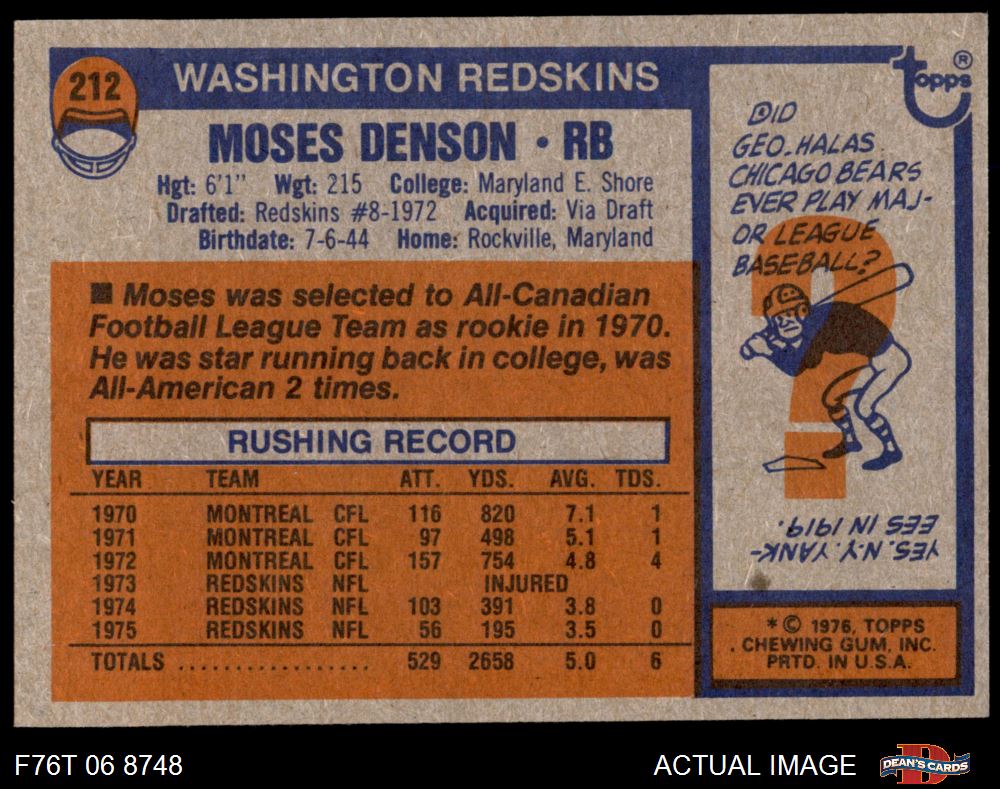 212
WASHINGTON REDSKINS
MOSES DENSON • RB
Hgt: 6'1" Wgt: 215 College: Maryland E. Shore
Drafted: Redskins #8-1972 Acquired: Via Draft
Birthdate: 7-6-44 Home: Rockville, Maryland
■ Moses was selected to All-Canadian
Football League Team as rookie in 1970.
He was star running back in college, was
All-American 2 times.
RUSHING RECORD
YEAR TEAM ATT. YDS. AVG. TDS.
1970 MONTREAL CFL 116 820 7.1 1
1971 MONTREAL CFL 97 498 5.1 1
1972 MONTREAL CFL 157 754 4.8 4
1973 REDSKINS NFL INJURED
1974 REDSKINS NFL 103 391 3.8 0
1975 REDSKINS NFL 56 195 3.5 0
TOTALS .................. 529 2658 5.0 6
topps ®
DID
GEO. HALAS
CHICAGO BEARS
EVER PLAY MAJ-
OR LEAGUE
BASEBALL?
?
YES. N.Y. YANK-
EES IN 1919.
* © 1976, TOPPS
CHEWING GUM, INC.
PRTD. IN U.S.A.
F76T 06 8748
ACTUAL IMAGE
D
DEAN'S CARDS